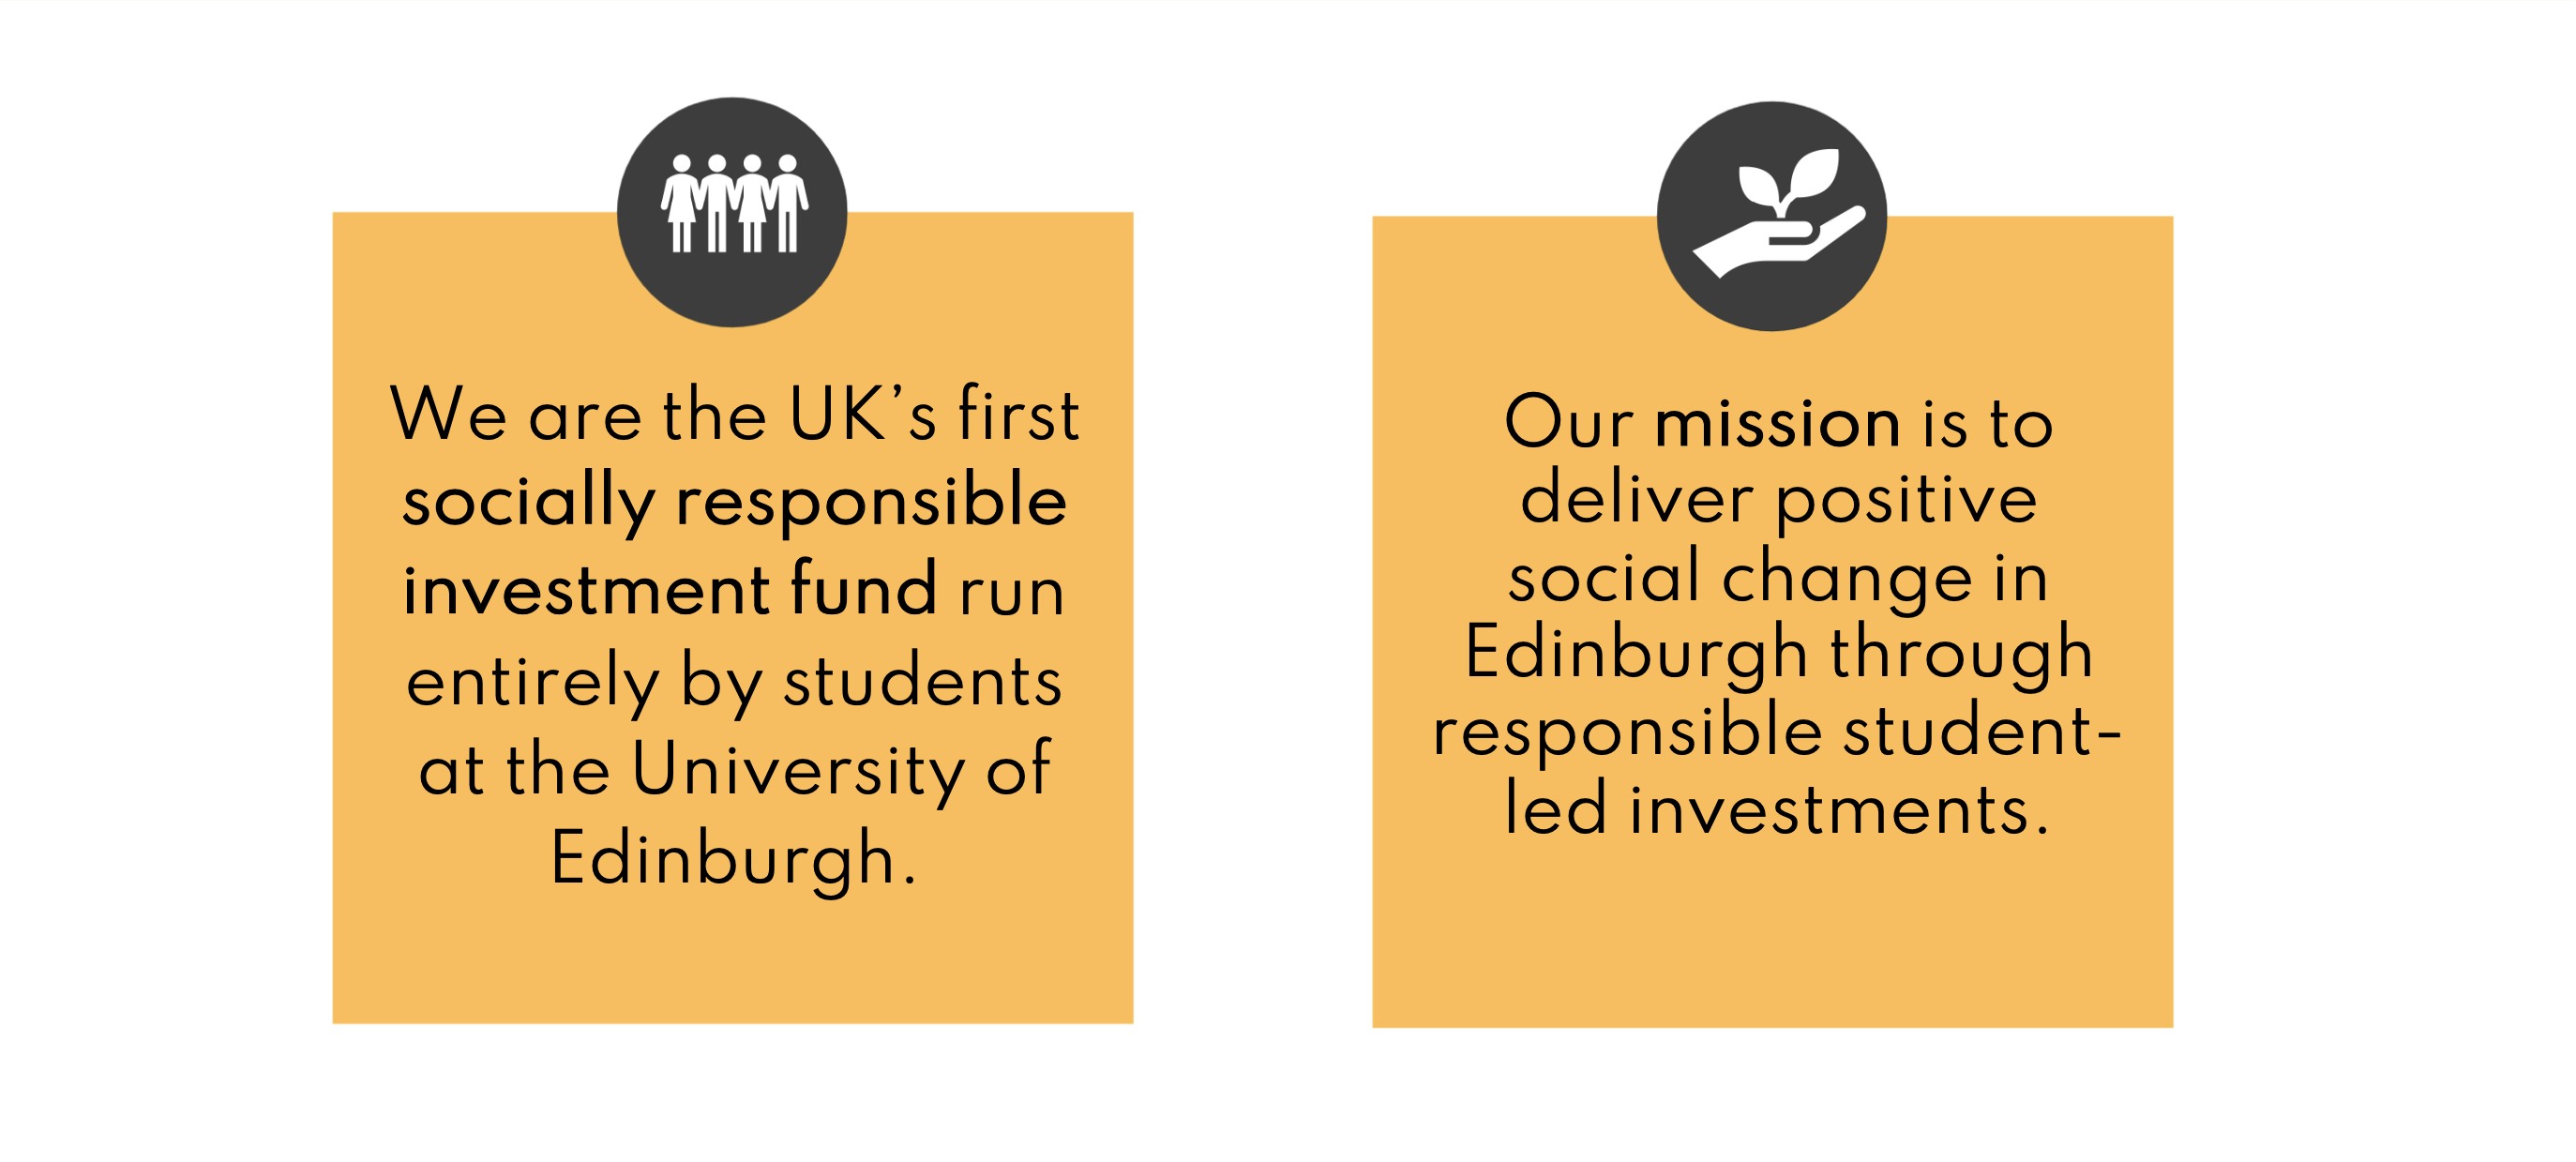 We are the UK’s first
socially responsible
investment fund run
entirely by students
at the University of
Edinburgh.
Our mission is to
deliver positive
social change in
Edinburgh through
responsible student-
led investments.